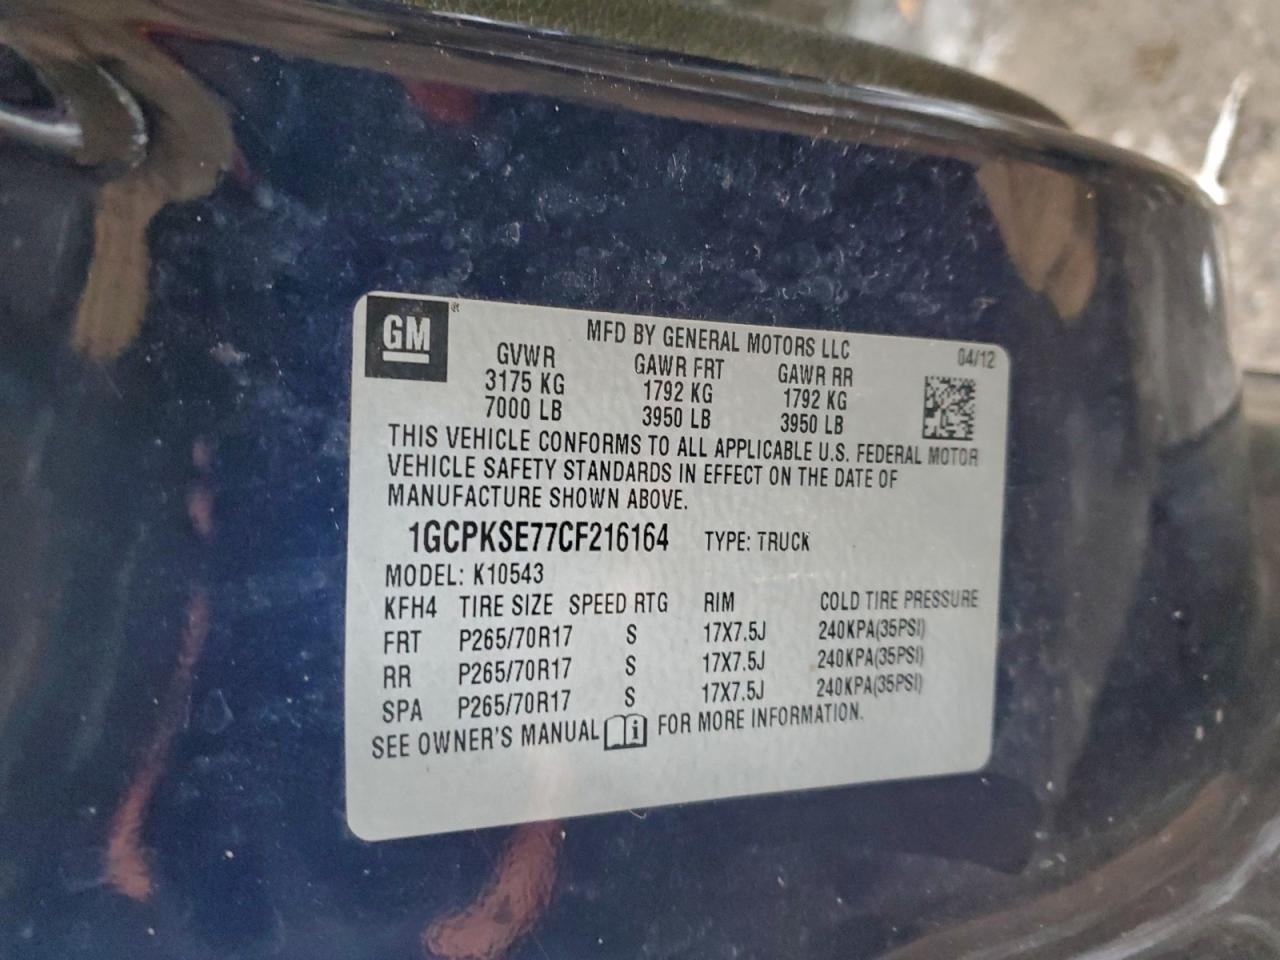 GM®
MFD BY GENERAL MOTORS LLC 04/12
GVWR GAWR FRT GAWR RR
3175 KG 1792 KG 1792 KG
7000 LB 3950 LB 3950 LB
THIS VEHICLE CONFORMS TO ALL APPLICABLE U.S. FEDERAL MOTOR
VEHICLE SAFETY STANDARDS IN EFFECT ON THE DATE OF
MANUFACTURE SHOWN ABOVE.
1GCPKSE77CF216164 TYPE: TRUCK
MODEL: K10543
KFH4 TIRE SIZE SPEED RTG RIM COLD TIRE PRESSURE
FRT P265/70R17 S 17X7.5J 240KPA(35PSI)
RR P265/70R17 S 17X7.5J 240KPA(35PSI)
SPA P265/70R17 S 17X7.5J 240KPA(35PSI)
SEE OWNER'S MANUAL i FOR MORE INFORMATION.